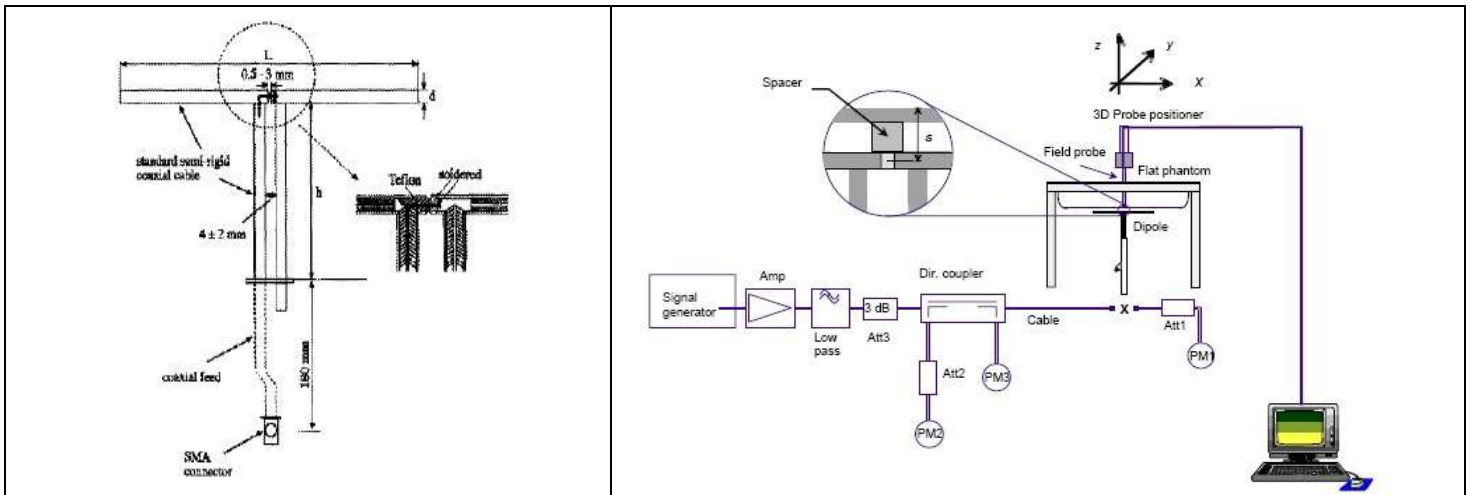 L
0.5 - 3 mm
d
standard semi-rigid
coaxial cable
h
Teflon
soldered
4 ± 2 mm
coaxial feed
160 mm
SMA
connector
z
y
x
Spacer
s
3D Probe positioner
Field probe
Flat phantom
Dipole
Signal
generator
Amp
Low
pass
3 dB
Att3
Dir. coupler
Cable
X
Att1
PM1
Att2
PM3
PM2